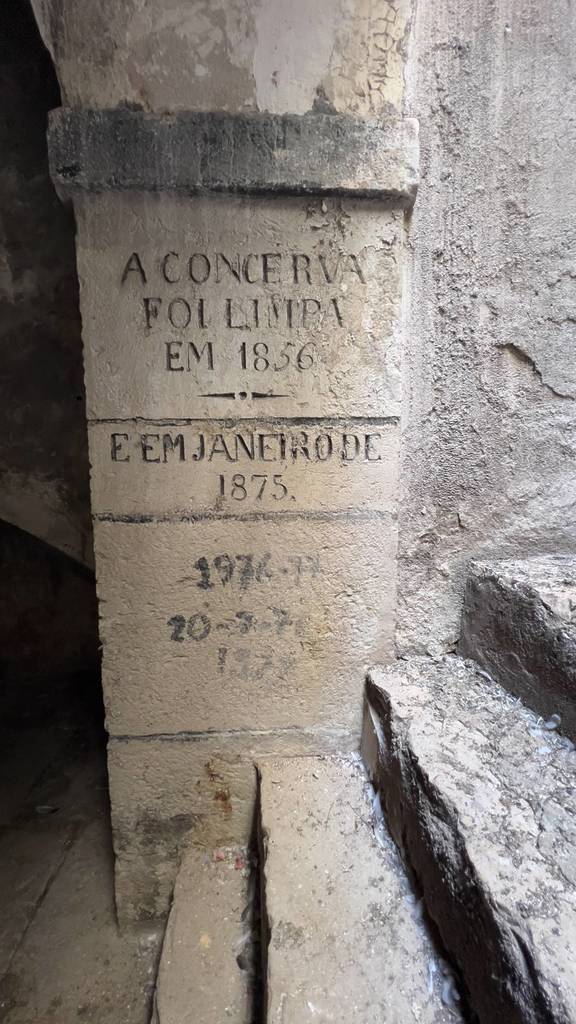 A CONCERVA
FOI LIMPA
EM 1856
E EM JANEIRO DE
1875.